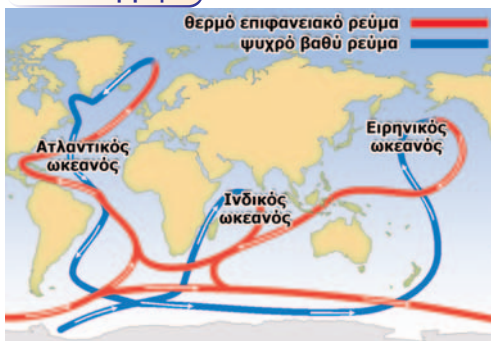 θερμό επιφανειακό ρεύμα
ψυχρό βαθύ ρεύμα
Ατλαντικός
ωκεανός
Ειρηνικός
ωκεανός
Ινδικός
ωκεανός